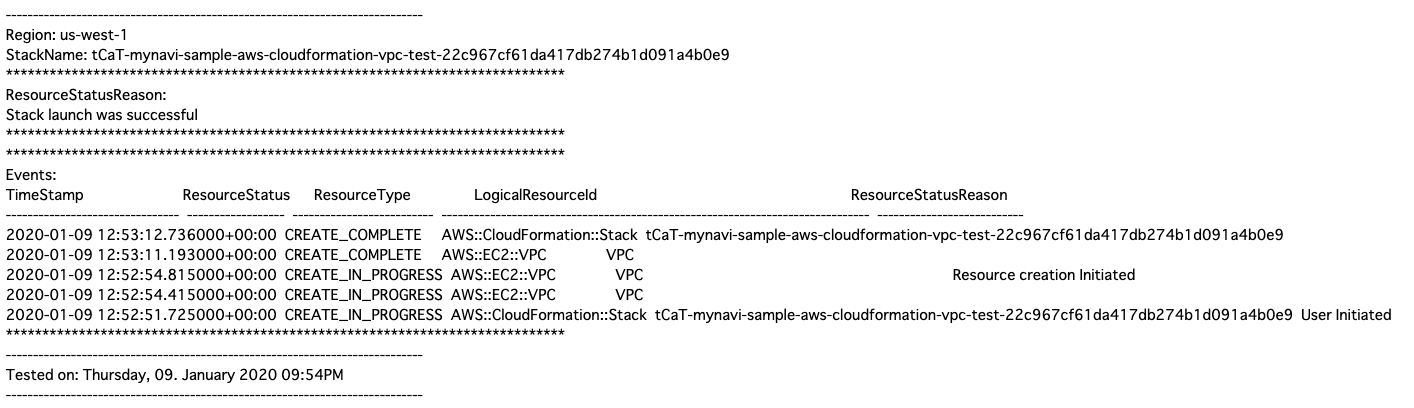 --------------------------------------------------------------------------------
Region: us-west-1
StackName: tCaT-mynavi-sample-aws-cloudformation-vpc-test-22c967cf61da417db274b1d091a4b0e9
*****************************************************************************
ResourceStatusReason:
Stack launch was successful
*****************************************************************************
*****************************************************************************
Events:
TimeStamp ResourceStatus ResourceType LogicalResourceId ResourceStatusReason
-------------------------------- ------------------ -------------------------- ------------------------------------------------------------------------------- ---------------------------
2020-01-09 12:53:12.736000+00:00 CREATE_COMPLETE AWS::CloudFormation::Stack tCaT-mynavi-sample-aws-cloudformation-vpc-test-22c967cf61da417db274b1d091a4b0e9
2020-01-09 12:53:11.193000+00:00 CREATE_COMPLETE AWS::EC2::VPC VPC
2020-01-09 12:52:54.815000+00:00 CREATE_IN_PROGRESS AWS::EC2::VPC VPC Resource creation Initiated
2020-01-09 12:52:54.415000+00:00 CREATE_IN_PROGRESS AWS::EC2::VPC VPC
2020-01-09 12:52:51.725000+00:00 CREATE_IN_PROGRESS AWS::CloudFormation::Stack tCaT-mynavi-sample-aws-cloudformation-vpc-test-22c967cf61da417db274b1d091a4b0e9 User Initiated
*****************************************************************************
--------------------------------------------------------------------------------
Tested on: Thursday, 09. January 2020 09:54PM
--------------------------------------------------------------------------------